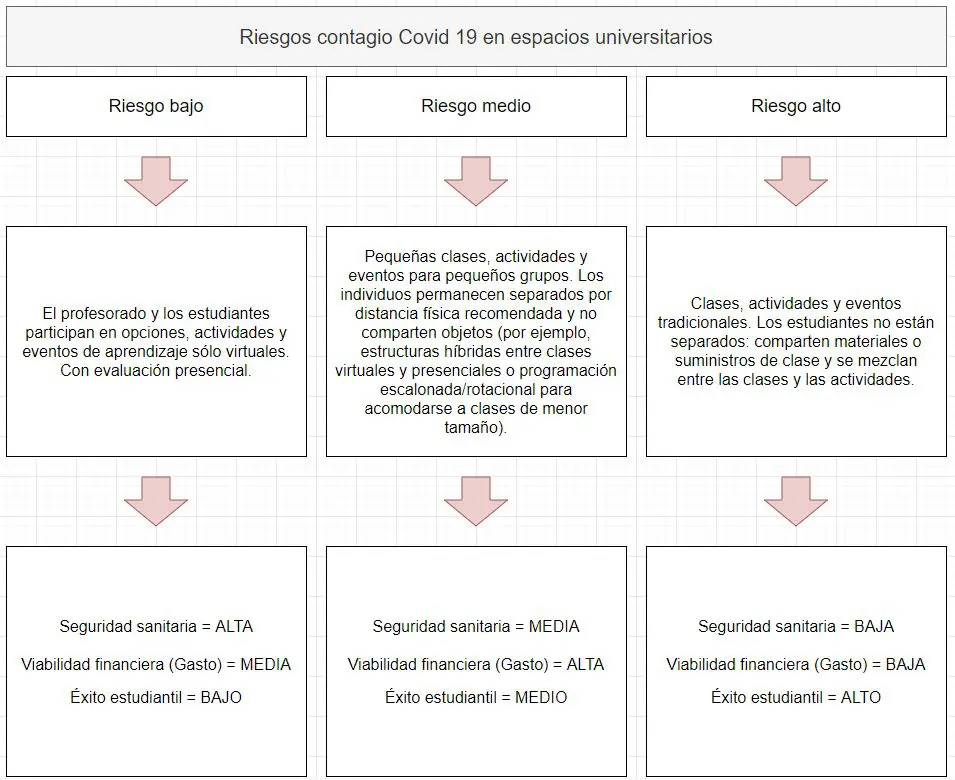 Riesgos contagio Covid 19 en espacios universitarios
Riesgo bajo
Riesgo medio
Riesgo alto
El profesorado y los estudiantes
participan en opciones, actividades y
eventos de aprendizaje sólo virtuales.
Con evaluación presencial.
Pequeñas clases, actividades y
eventos para pequeños grupos. Los
individuos permanecen separados por
distancia física recomendada y no
comparten objetos (por ejemplo,
estructuras híbridas entre clases
virtuales y presenciales o programación
escalonada/rotacional para
acomodarse a clases de menor
tamaño).
Clases, actividades y eventos
tradicionales. Los estudiantes no están
separados: comparten materiales o
suministros de clase y se mezclan
entre las clases y las actividades.
Seguridad sanitaria = ALTA
Viabilidad financiera (Gasto) = MEDIA
Éxito estudiantil = BAJO
Seguridad sanitaria = MEDIA
Viabilidad financiera (Gasto) = ALTA
Éxito estudiantil = MEDIO
Seguridad sanitaria = BAJA
Viabilidad financiera (Gasto) = BAJA
Éxito estudiantil = ALTO